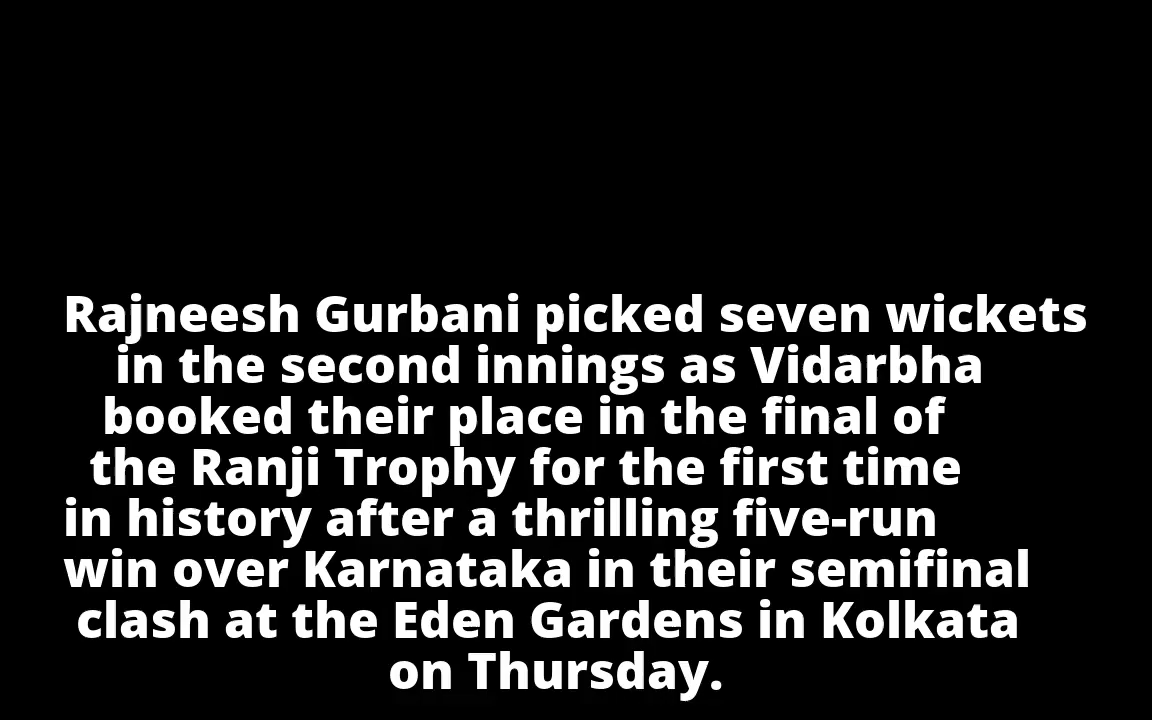 Rajneesh Gurbani picked seven wickets
in the second innings as Vidarbha
booked their place in the final of
the Ranji Trophy for the first time
in history after a thrilling five-run
win over Karnataka in their semifinal
clash at the Eden Gardens in Kolkata
on Thursday.